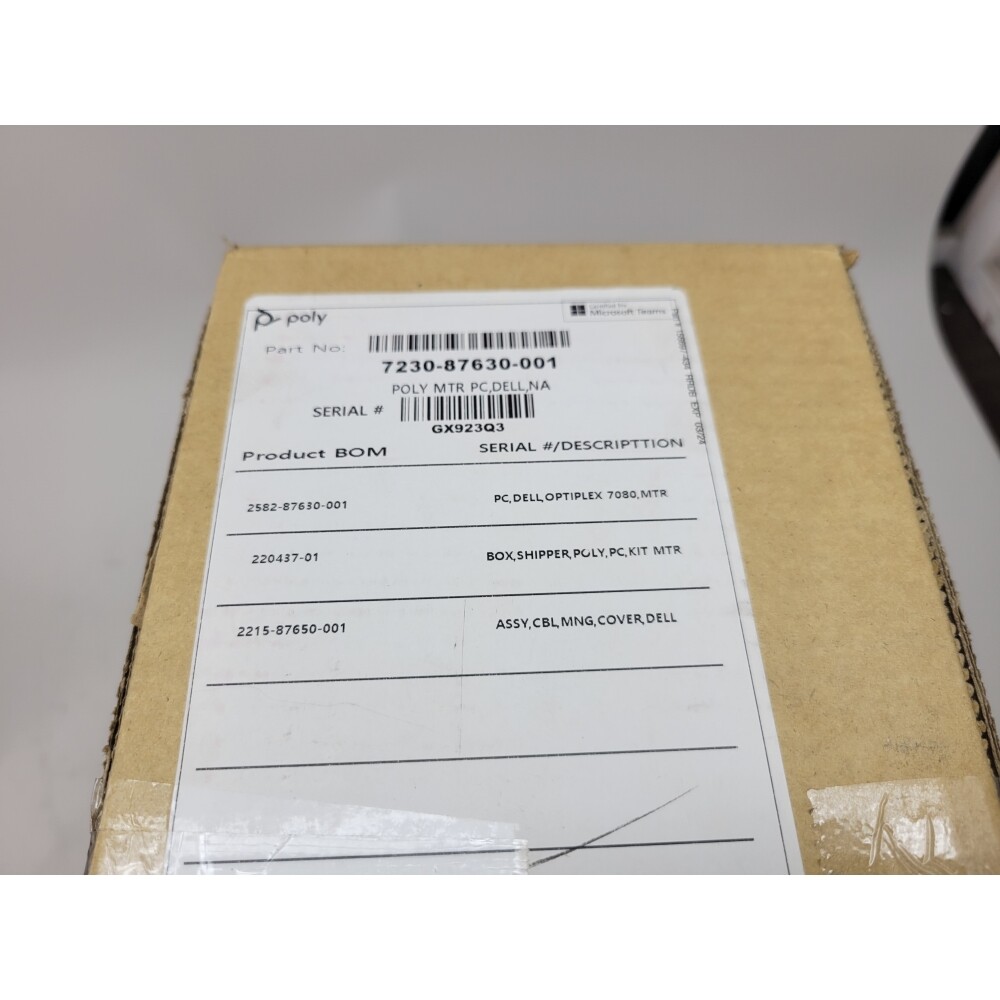 poly
Certified for
Microsoft Teams
Part No:
7230-87630-001
POLY MTR PC,DELL,NA
SERIAL #
GX923Q3
Product BOM SERIAL #/DESCRIPTTION
2582-87630-001 PC,DELL,OPTIPLEX 7080,MTR
220437-01 BOX,SHIPPER,POLY,PC,KIT MTR
2215-87650-001 ASSY,CBL,MNG,COVER,DELL